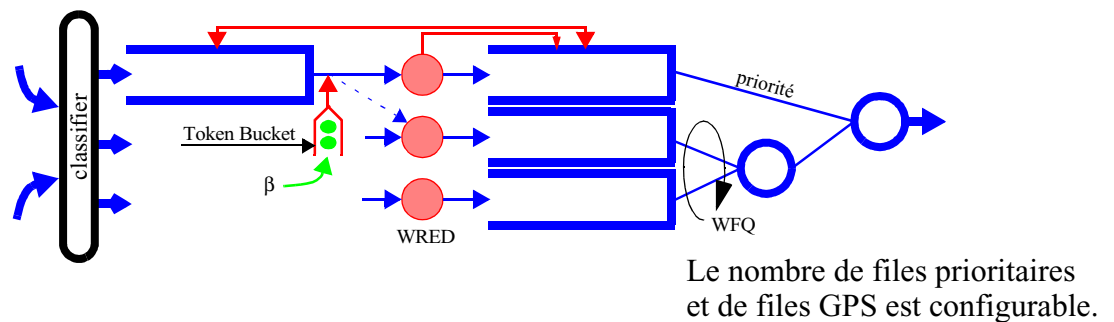 classifier
priorité
Token Bucket
β
WRED
WFQ
Le nombre de files prioritaires
et de files GPS est configurable.